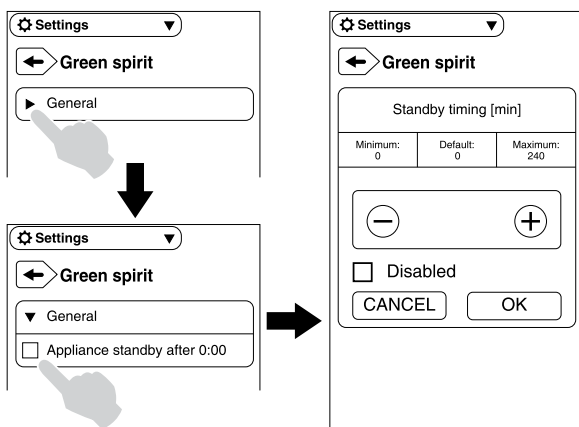 Settings
Green spirit
General
Settings
Green spirit
General
Appliance standby after 0:00
Settings
Green spirit
Standby timing [min]
Minimum: Default: Maximum:
0 0 240
Disabled
CANCEL OK